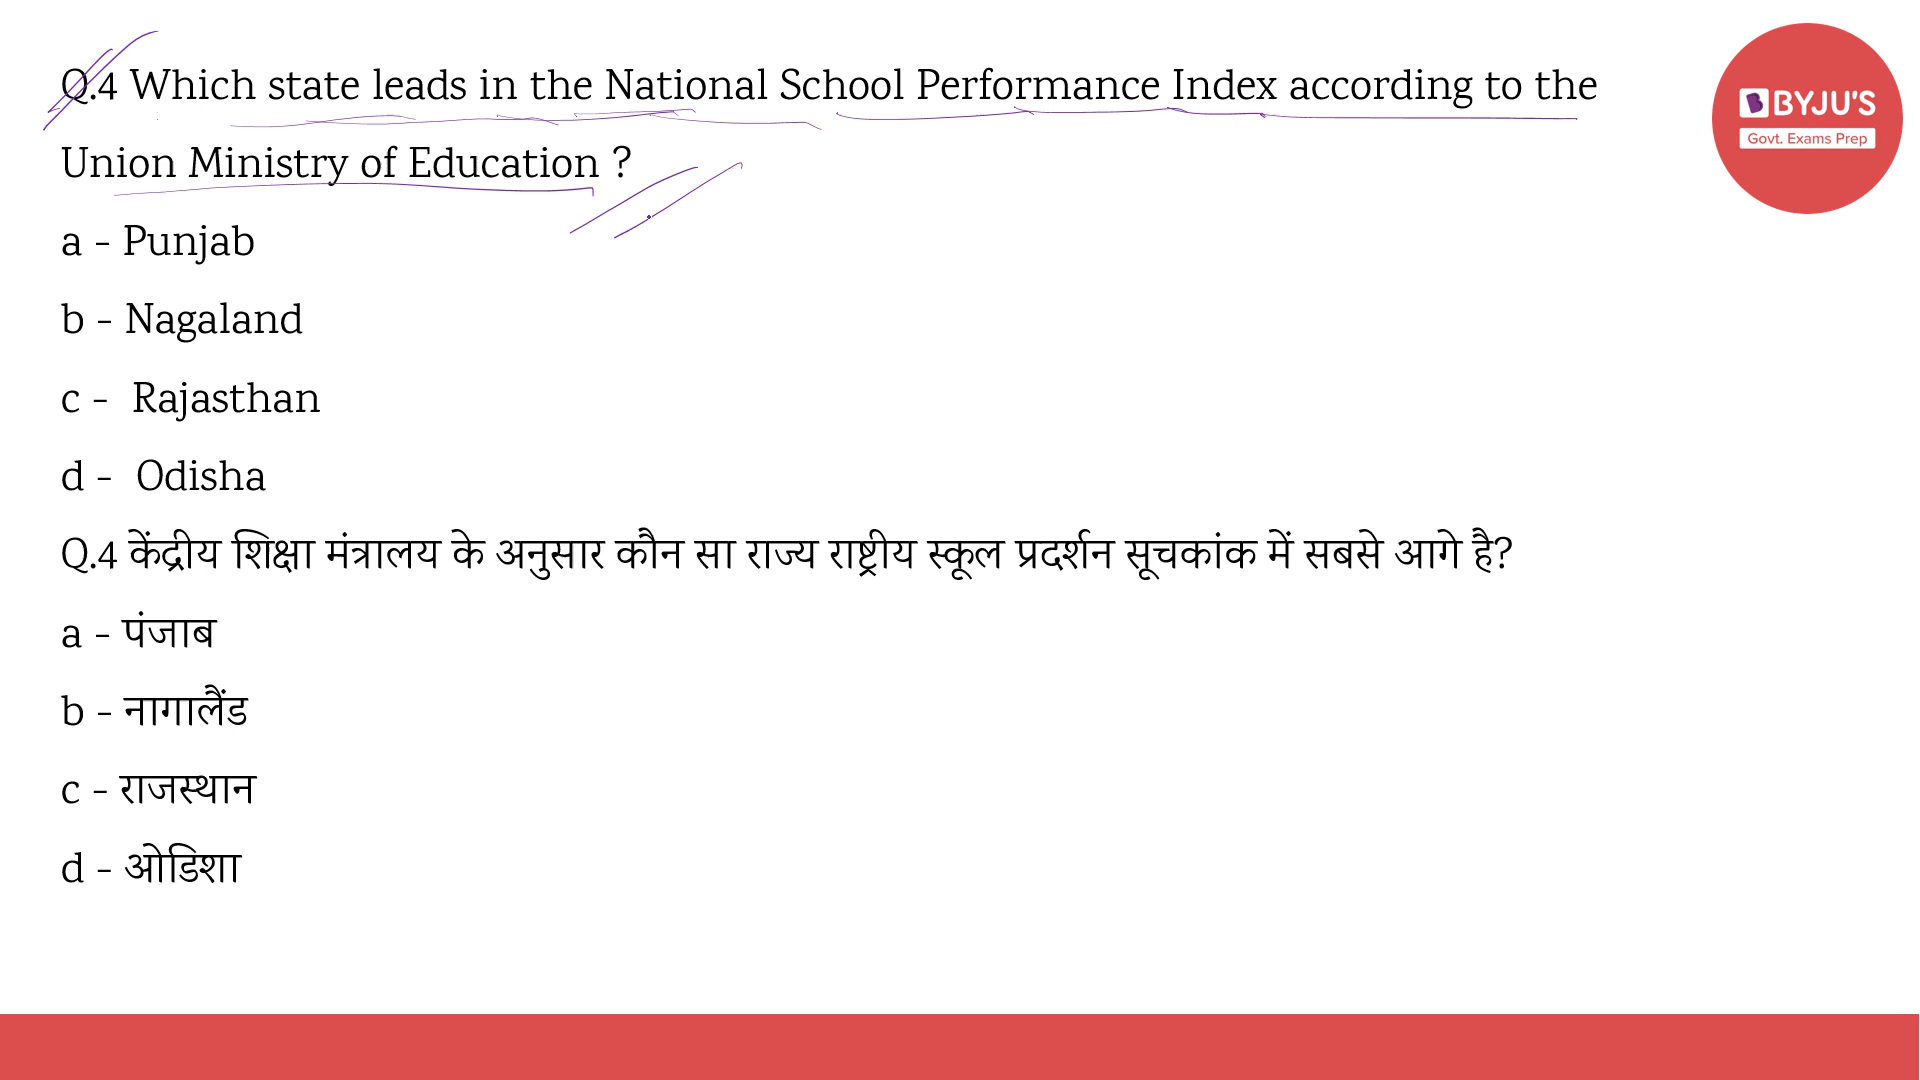 Q.4 Which state leads in the National School Performance Index according to the
Union Ministry of Education ?
a - Punjab
b - Nagaland
c - Rajasthan
d - Odisha
Q.4 केंद्रीय शिक्षा मंत्रालय के अनुसार कौन सा राज्य राष्ट्रीय स्कूल प्रदर्शन सूचकांक में सबसे आगे है?
a - पंजाब
b - नागालैंड
c - राजस्थान
d - ओडिशा
BYJU'S
Govt. Exams Prep